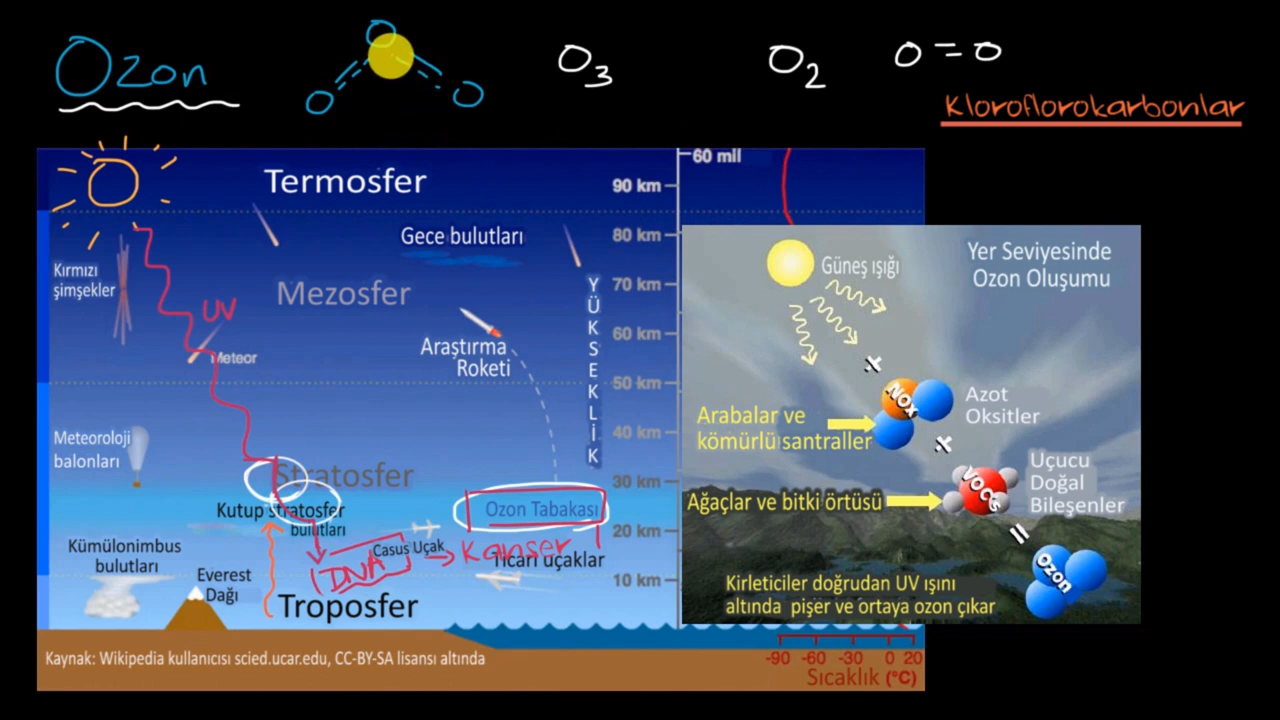 Ozon
O
O
O
O3
O2
O=O
Kloroflorokarbonlar
Termosfer
60 mil
90 km
Gece bulutları
80 km
Kırmızı
şimşekler
Mezosfer
YÜKSEKLİK
70 km
UV
Meteor
60 km
Araştırma
Roketi
50 km
Meteoroloji
balonları
40 km
Stratosfer
30 km
Kutup stratosfer
bulutları
Ozon Tabakası
20 km
Kümülonimbus
bulutları
Casus Uçak
DNA
Kanser
Ticari uçaklar
Everest
Dağı
10 km
Troposfer
Kaynak: Wikipedia kullanıcısı scied.ucar.edu, CC-BY-SA lisansı altında
Güneş ışığı
Yer Seviyesinde
Ozon Oluşumu
+
NOx
Azot
Oksitler
Arabalar ve
kömürlü santraller
+
VOCs
Uçucu
Doğal
Bileşenler
Ağaçlar ve bitki örtüsü
=
Ozon
Kirleticiler doğrudan UV ışını
altında pişer ve ortaya ozon çıkar
-90 -60 -30 0 20
Sıcaklık (°C)